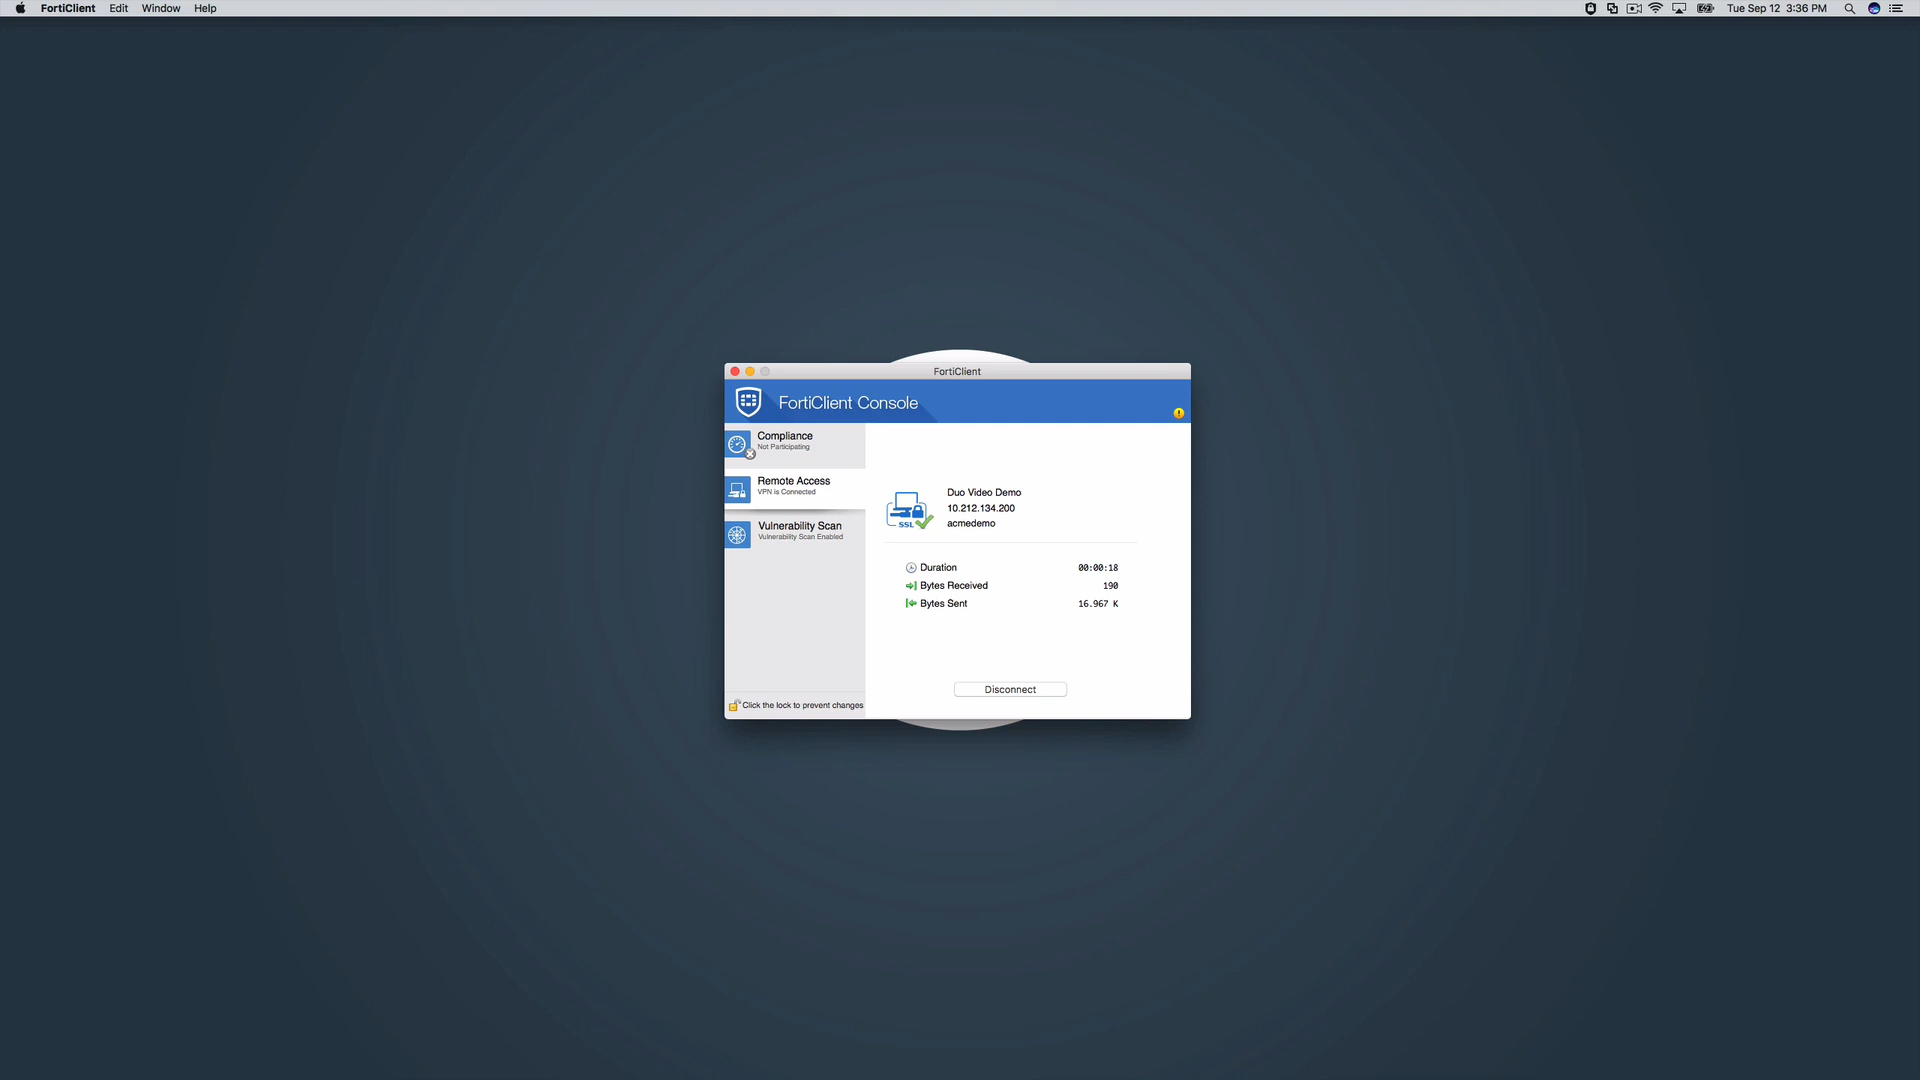 FortiClient Edit Window Help
Tue Sep 12 3:36 PM
FortiClient
FortiClient Console
Compliance
Not Participating
Remote Access
VPN is Connected
Vulnerability Scan
Vulnerability Scan Enabled
Click the lock to prevent changes
SSL
Duo Video Demo
10.212.134.200
acmedemo
Duration 00:00:18
Bytes Received 190
Bytes Sent 16.967 K
Disconnect